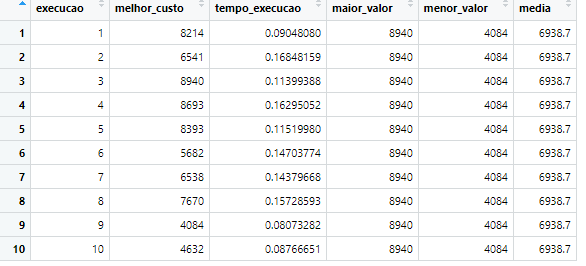 execucao melhor_custo tempo_execucao maior_valor menor_valor media
1 1 8214 0.09048080 8940 4084 6938.7
2 2 6541 0.16848159 8940 4084 6938.7
3 3 8940 0.11399388 8940 4084 6938.7
4 4 8693 0.16295052 8940 4084 6938.7
5 5 8393 0.11519980 8940 4084 6938.7
6 6 5682 0.14703774 8940 4084 6938.7
7 7 6538 0.14379668 8940 4084 6938.7
8 8 7670 0.15728593 8940 4084 6938.7
9 9 4084 0.08073282 8940 4084 6938.7
10 10 4632 0.08766651 8940 4084 6938.7